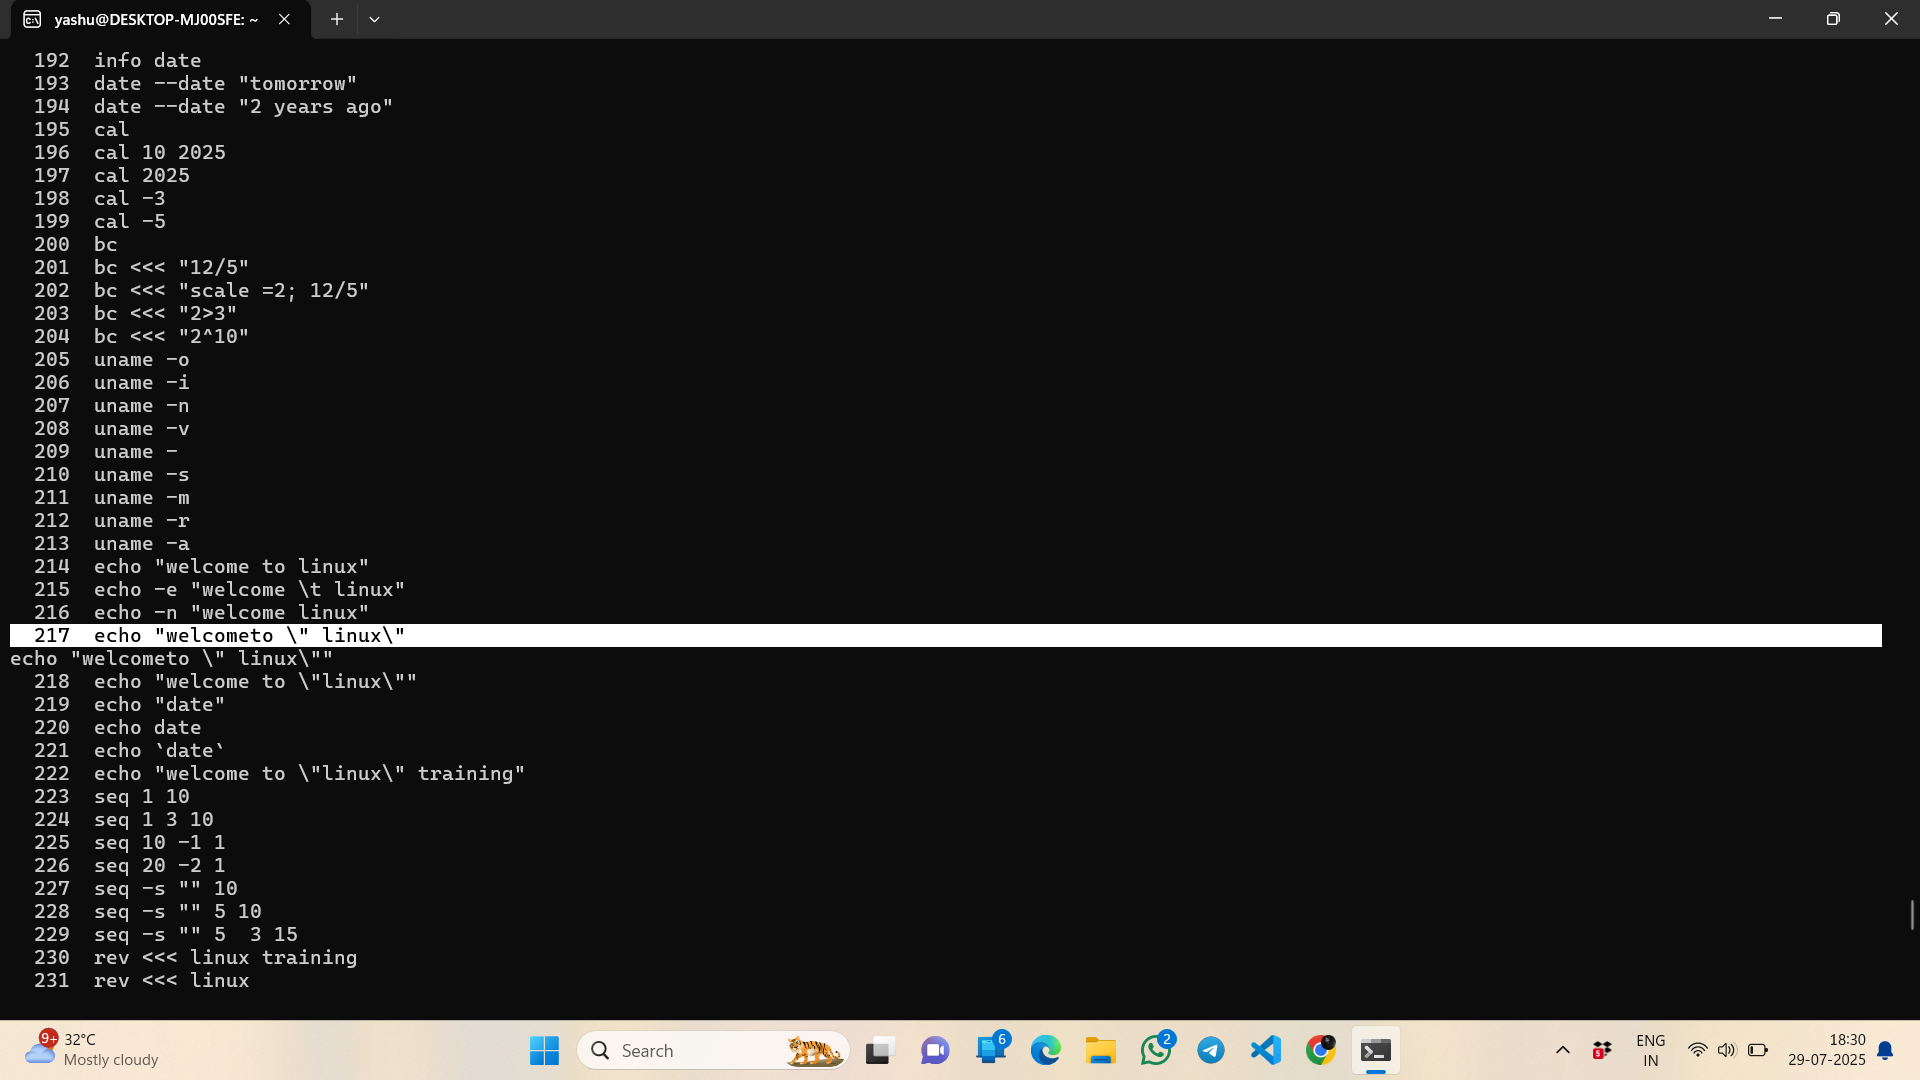 yashu@DESKTOP-MJ00SFE: ~
192 info date
193 date --date "tomorrow"
194 date --date "2 years ago"
195 cal
196 cal 10 2025
197 cal 2025
198 cal -3
199 cal -5
200 bc
201 bc <<< "12/5"
202 bc <<< "scale =2; 12/5"
203 bc <<< "2>3"
204 bc <<< "2^10"
205 uname -o
206 uname -i
207 uname -n
208 uname -v
209 uname -
210 uname -s
211 uname -m
212 uname -r
213 uname -a
214 echo "welcome to linux"
215 echo -e "welcome \t linux"
216 echo -n "welcome linux"
217 echo "welcometo \" linux\"
echo "welcometo \" linux\""
218 echo "welcome to \"linux\""
219 echo "date"
220 echo date
221 echo `date`
222 echo "welcome to \"linux\" training"
223 seq 1 10
224 seq 1 3 10
225 seq 10 -1 1
226 seq 20 -2 1
227 seq -s "" 10
228 seq -s "" 5 10
229 seq -s "" 5  3 15
230 rev <<< linux training
231 rev <<< linux
9+ 32°C
Mostly cloudy
Search
6
2
5
ENG
IN
18:30
29-07-2025